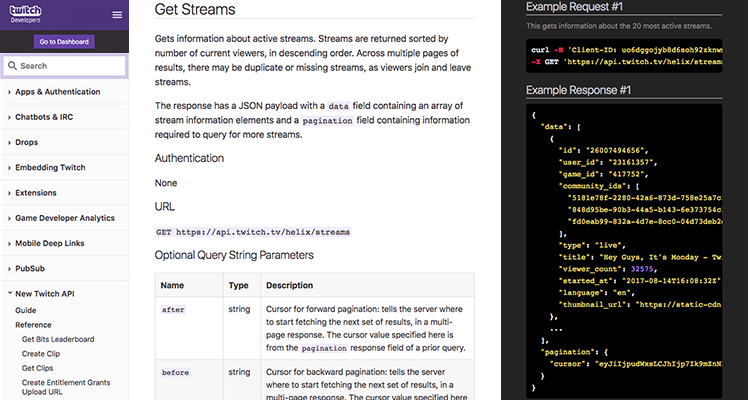 twitch
Developers
Go to Dashboard
Search
Apps & Authentication
Chatbots & IRC
Drops
Embedding Twitch
Extensions
Game Developer Analytics
Mobile Deep Links
PubSub
New Twitch API
Guide
Reference
Get Bits Leaderboard
Create Clip
Get Clips
Create Entitlement Grants
Upload URL
Get Streams
Gets information about active streams. Streams are returned sorted by
number of current viewers, in descending order. Across multiple pages of
results, there may be duplicate or missing streams, as viewers join and leave
streams.
The response has a JSON payload with a data field containing an array of
stream information elements and a pagination field containing information
required to query for more streams.
Authentication
None
URL
GET https://api.twitch.tv/helix/streams
Optional Query String Parameters
Name Type Description
after string Cursor for forward pagination: tells the server where
to start fetching the next set of results, in a multi-
page response. The cursor value specified here is
from the pagination response field of a prior query.
before string Cursor for backward pagination: tells the server
where to start fetching the next set of results, in a
multi-page response. The cursor value specified here
Example Request #1
This gets information about the 20 most active streams.
curl -H 'Client-ID: uo6dggojyb8d6soh92zknw
-X GET 'https://api.twitch.tv/helix/streams
Example Response #1
{
"data": [
{
"id": "26007494656",
"user_id": "23161357",
"game_id": "417752",
"community_ids": [
"5181e78f-2280-42a6-873d-758e25a7c
"848d95be-90b3-44a5-b143-6e373754c
"fd0eab99-832a-4d7e-8cc0-04d73deb2
],
"type": "live",
"title": "Hey Guys, It's Monday - Tw
"viewer_count": 32575,
"started_at": "2017-08-14T16:08:32Z"
"language": "en",
"thumbnail_url": "https://static-cdn
},
...
],
"pagination": {
"cursor": "eyJiIjpudWxsLCJhIjp7Ik9mZnN
}
}